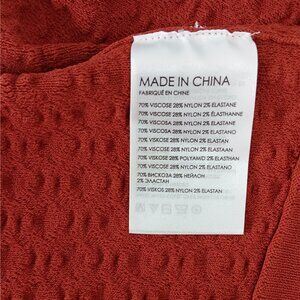 MADE IN CHINA
FABRIQUÉ EN CHINE
70% VISCOSE 28% NYLON 2% ELASTANE
70% VISCOSE 28% NYLON 2% ÉLASTHANNE
70% VISCOSA 28% NYLON 2% ELASTANO
70% VISCOSE 28% NYLON 2% ELASTAN
70% VISCOSA 28% NYLON 2% ELASTANO
70% VISKOSE 28% NYLON 2% ELASTAN
70% VISCOSE 28% NYLON 2% ELASTAAN
70% VISKOSE 28% POLYAMID 2% ELASTHAN
70% VISCOSE 28% NYLON 2% ELASTANO
70% ВИСКОЗА 28% НЕЙЛОН
2% ЭЛАСТАН
70% VISKOS 28% NYLON 2% ELASTAN